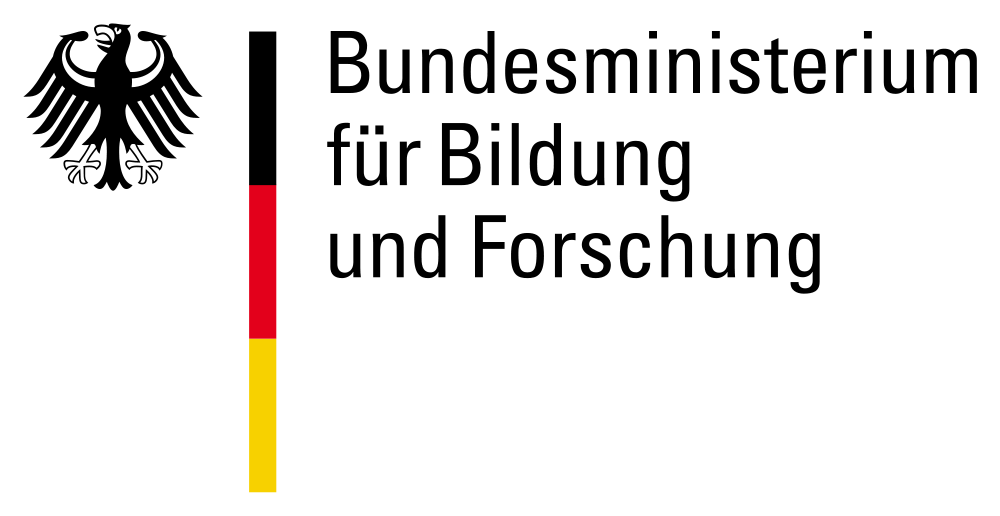 Bundesministerium
für Bildung
und Forschung